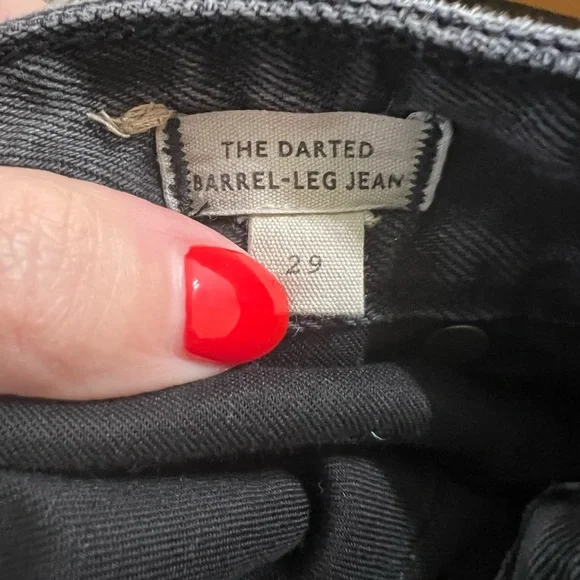 THE DARTED
BARREL-LEG JEAN
29